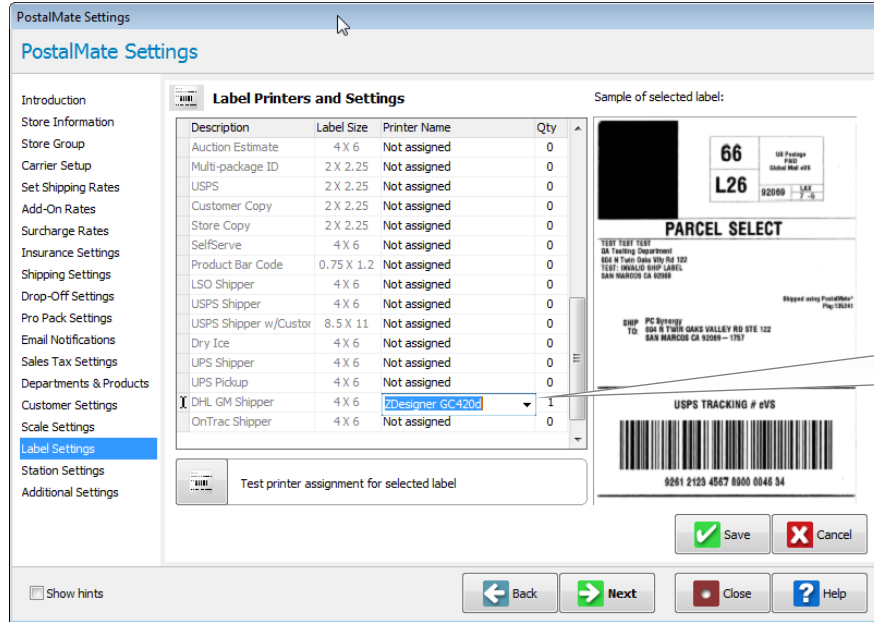 PostalMate Settings
PostalMate Settings
Introduction
Store Information
Store Group
Carrier Setup
Set Shipping Rates
Add-On Rates
Surcharge Rates
Insurance Settings
Shipping Settings
Drop-Off Settings
Pro Pack Settings
Email Notifications
Sales Tax Settings
Departments & Products
Customer Settings
Scale Settings
Label Settings
Station Settings
Additional Settings
Label Printers and Settings
Description Label Size Printer Name Qty
Auction Estimate 4 X 6 Not assigned 0
Multi-package ID 2 X 2.25 Not assigned 0
USPS 2 X 2.25 Not assigned 0
Customer Copy 2 X 2.25 Not assigned 0
Store Copy 2 X 2.25 Not assigned 0
SelfServe 4 X 6 Not assigned 0
Product Bar Code 0.75 X 1.2 Not assigned 0
LSO Shipper 4 X 6 Not assigned 0
USPS Shipper 4 X 6 Not assigned 0
USPS Shipper w/Custor 8.5 X 11 Not assigned 0
Dry Ice 4 X 6 Not assigned 0
UPS Shipper 4 X 6 Not assigned 0
UPS Pickup 4 X 6 Not assigned 0
DHL GM Shipper 4 X 6 ZDesigner GC420d 1
OnTrac Shipper 4 X 6 Not assigned 0
Test printer assignment for selected label
Sample of selected label:
66
US Postage
PAID
Global Mail eVS
L26
92069 LAX
7 -G
PARCEL SELECT
TEST TEST TEST
QA Testing Department
804 N Twin Oaks Vlly Rd 122
TEST: INVALID SHIP LABEL
SAN MARCOS CA 92069
Shipped using PostalMate
Pkg:135241
SHIP TO: PC Synergy
804 N TWIN OAKS VALLEY RD STE 122
SAN MARCOS CA 92069-1757
USPS TRACKING # eVS
9261 2123 4567 8900 0046 34
Save Cancel
Show hints
Back Next Close Help